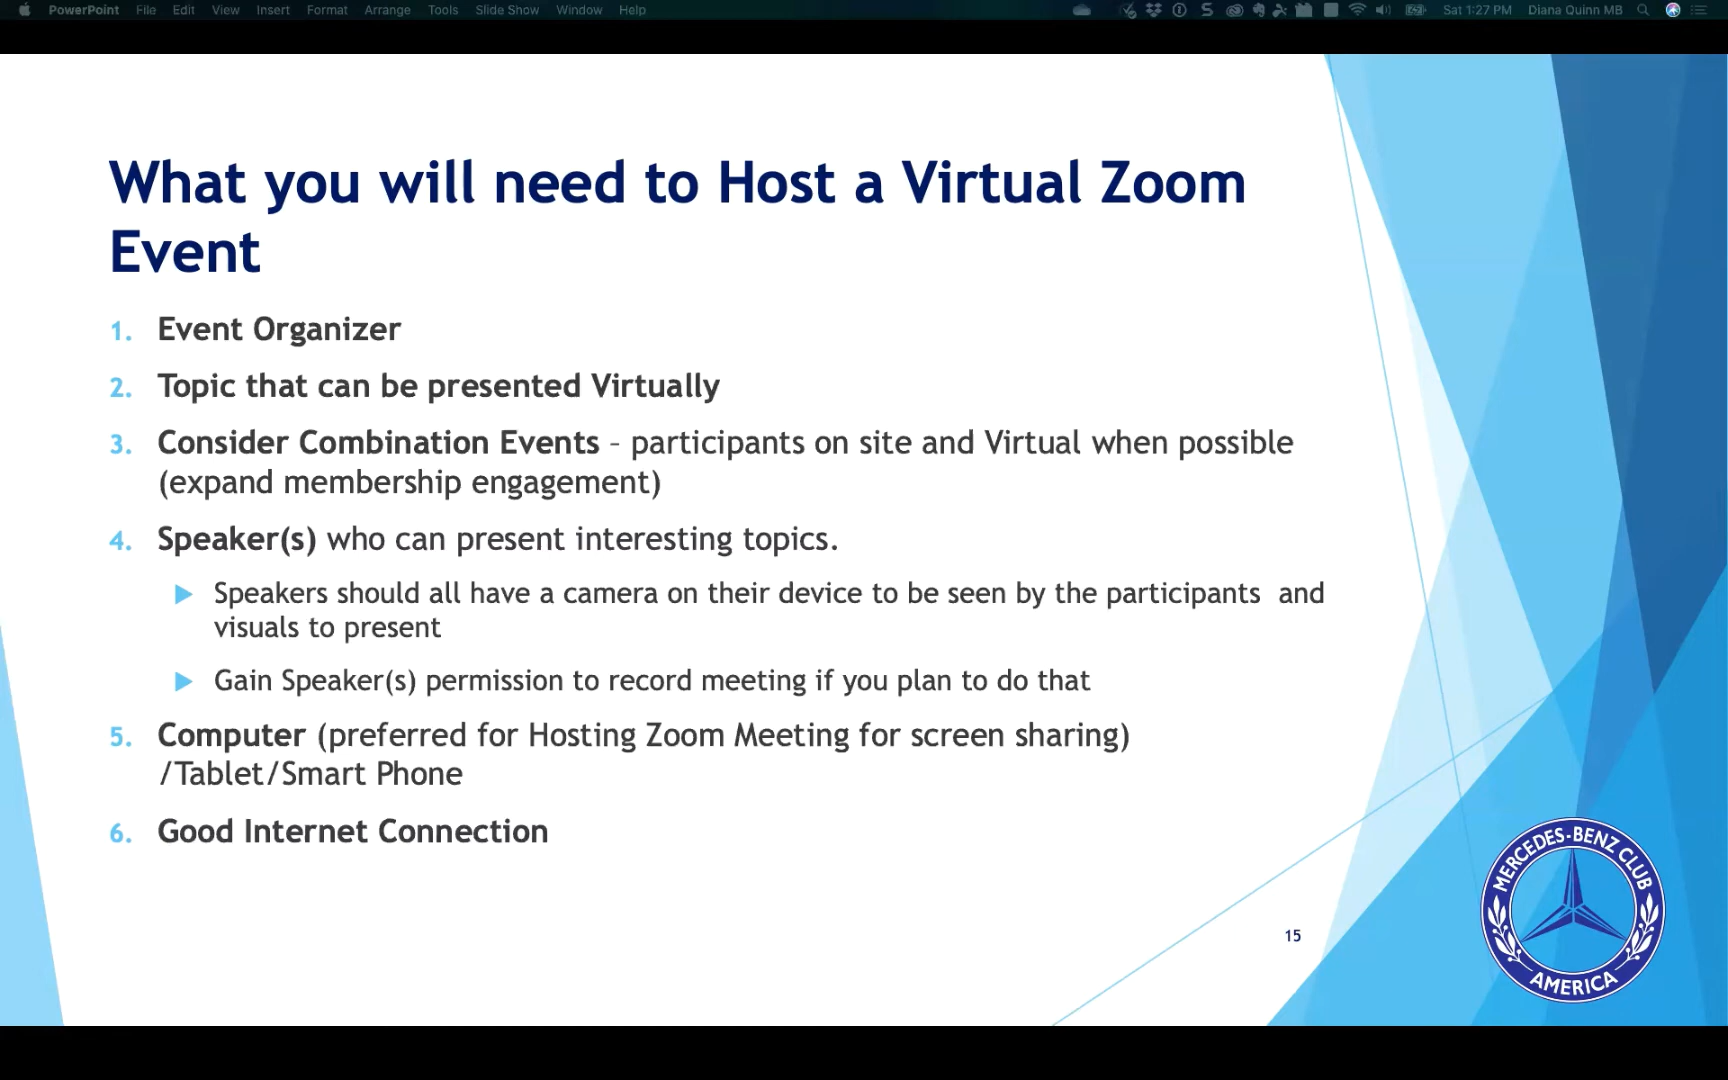 PowerPoint File Edit View Insert Format Arrange Tools Slide Show Window Help Sat 1:27 PM Diana Quinn MB
What you will need to Host a Virtual Zoom
Event
1. Event Organizer
2. Topic that can be presented Virtually
3. Consider Combination Events – participants on site and Virtual when possible
(expand membership engagement)
4. Speaker(s) who can present interesting topics.
Speakers should all have a camera on their device to be seen by the participants and
visuals to present
Gain Speaker(s) permission to record meeting if you plan to do that
5. Computer (preferred for Hosting Zoom Meeting for screen sharing)
/Tablet/Smart Phone
6. Good Internet Connection
15
MERCEDES-BENZ CLUB
AMERICA